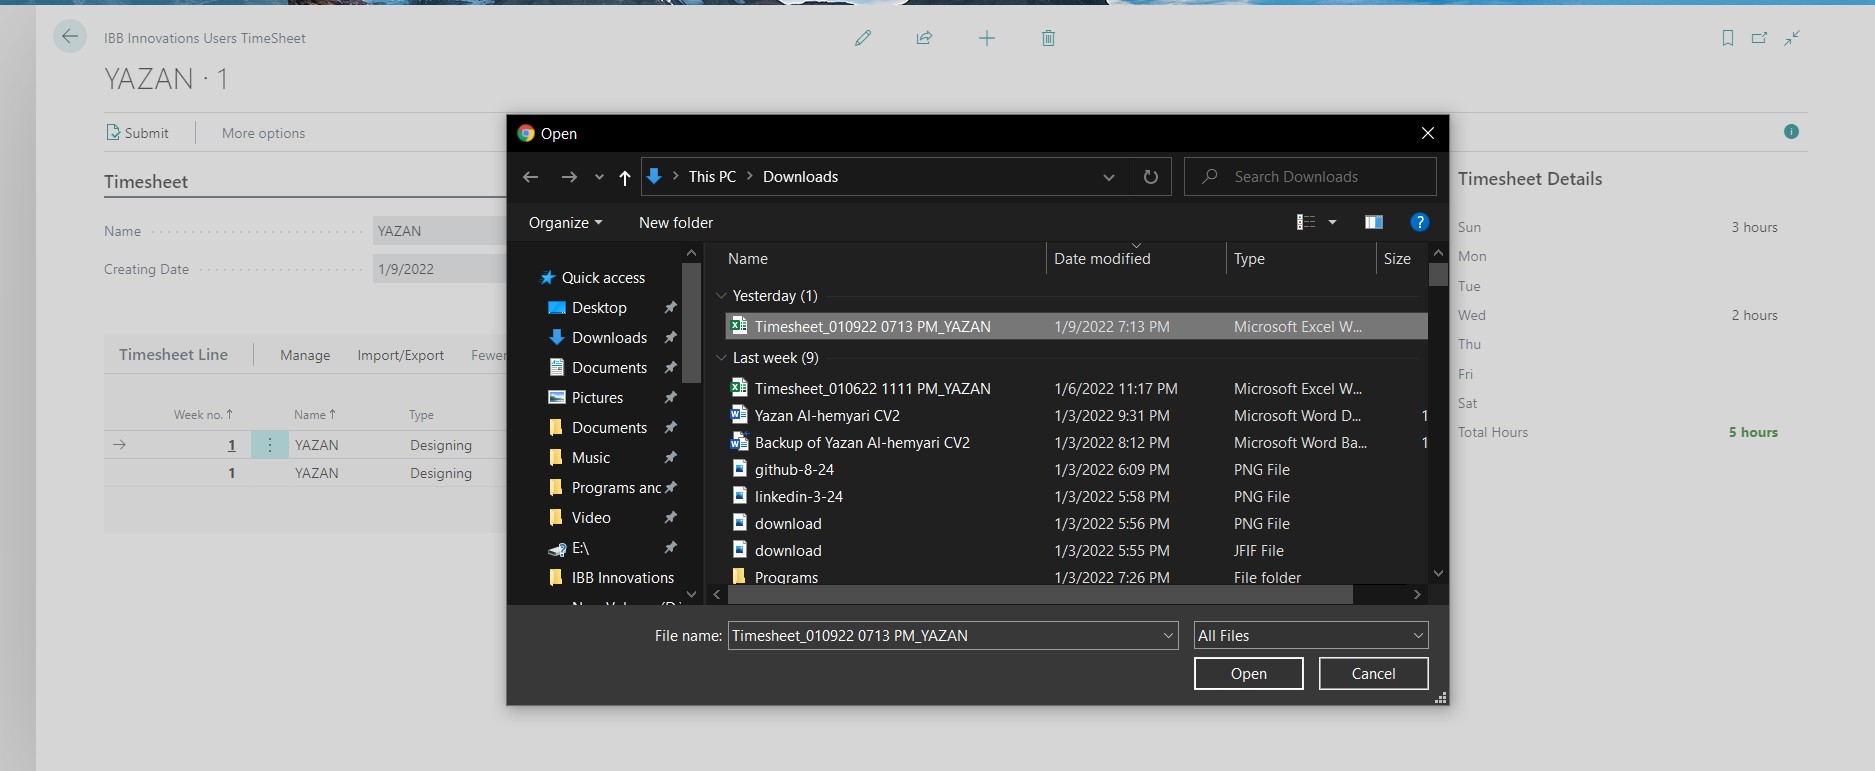 IBB Innovations Users TimeSheet
YAZAN · 1
Submit
More options
Timesheet
Name
YAZAN
Creating Date
1/9/2022
Timesheet Line
Manage
Import/Export
Fewer
Week no. ↑
Name ↑
Type
1
YAZAN
Designing
1
YAZAN
Designing
Open
This PC
Downloads
Search Downloads
Organize
New folder
?
Quick access
Desktop
Downloads
Documents
Pictures
Documents
Music
Programs anc
Video
E:\
IBB Innovations
Name
Date modified
Type
Size
Yesterday (1)
Timesheet_010922 0713 PM_YAZAN 1/9/2022 7:13 PM Microsoft Excel W...
Last week (9)
Timesheet_010622 1111 PM_YAZAN 1/6/2022 11:17 PM Microsoft Excel W...
Yazan Al-hemyari CV2 1/3/2022 9:31 PM Microsoft Word D... 1
Backup of Yazan Al-hemyari CV2 1/3/2022 8:12 PM Microsoft Word Ba... 1
github-8-24 1/3/2022 6:09 PM PNG File
linkedin-3-24 1/3/2022 5:58 PM PNG File
download 1/3/2022 5:56 PM PNG File
download 1/3/2022 5:55 PM JFIF File
Programs 1/3/2022 7:26 PM File folder
File name: Timesheet_010922 0713 PM_YAZAN
All Files
Open
Cancel
Timesheet Details
Sun 3 hours
Mon
Tue
Wed 2 hours
Thu
Fri
Sat
Total Hours 5 hours